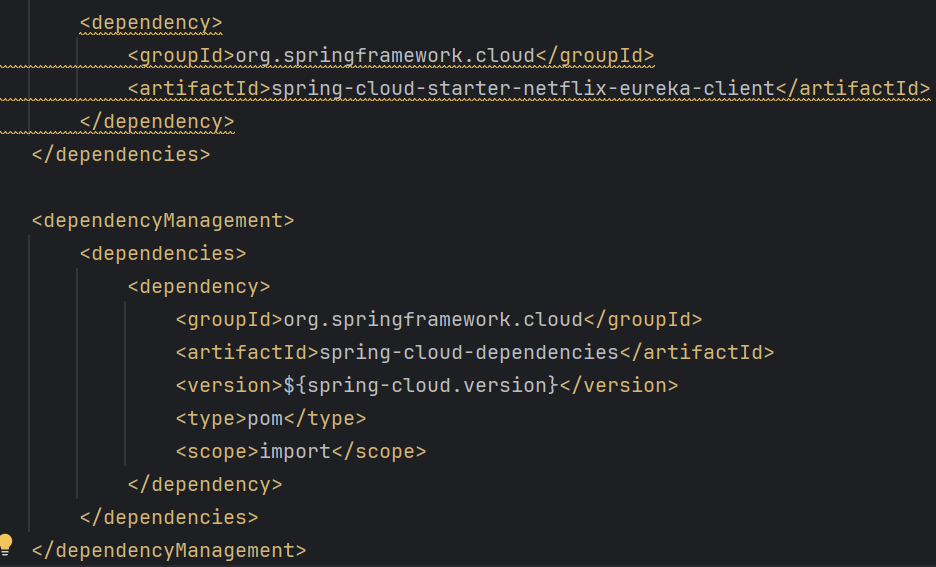 <dependency>
<groupId>org.springframework.cloud</groupId>
<artifactId>spring-cloud-starter-netflix-eureka-client</artifactId>
</dependency>
</dependencies>
<dependencyManagement>
<dependencies>
<dependency>
<groupId>org.springframework.cloud</groupId>
<artifactId>spring-cloud-dependencies</artifactId>
<version>${spring-cloud.version}</version>
<type>pom</type>
<scope>import</scope>
</dependency>
</dependencies>
</dependencyManagement>